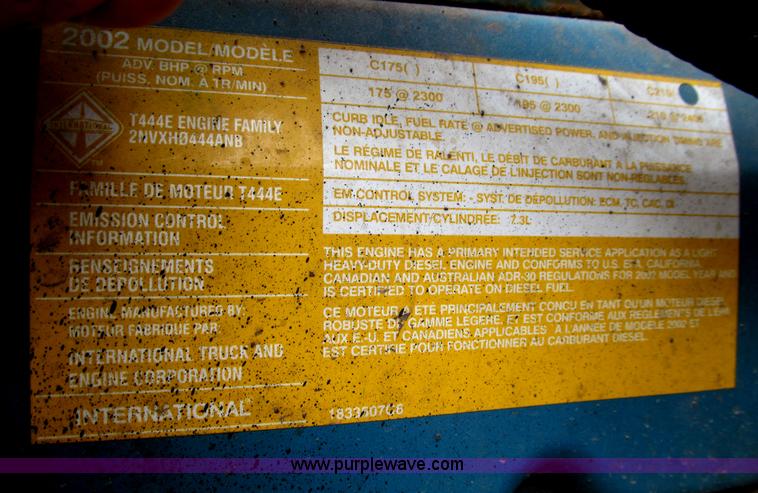 2002 MODEL/MODÈLE
ADV. BHP @ RPM
(PUISS. NOM. À TR/MIN)
C175( ) C195( )
175 @ 2300 195 @ 2300
INTERNATIONAL
T444E ENGINE FAMILY
2NVXH0444ANB
CURB IDLE, FUEL RATE @ ADVERTISED POWER, AND INJECTION TIMING ARE
NON-ADJUSTABLE.
LE RÉGIME DE RALENTI, LE DÉBIT DE CARBURANT A LA PUISSANCE
NOMINALE ET LE CALAGE DE L'INJECTION SONT NON-RÉGLABLES.
FAMILLE DE MOTEUR T444E
EM CONTROL SYSTEM: - SYST. DE DÉPOLLUTION: ECM, TC, CAC, DI
DISPLACEMENT/CYLINDRÉE: 7.3L
EMISSION CONTROL
INFORMATION
RENSEIGNEMENTS
DE DÉPOLLUTION
ENGINE MANUFACTURED BY:
MOTEUR FABRIQUÉ PAR:
INTERNATIONAL TRUCK AND
ENGINE CORPORATION
INTERNATIONAL
THIS ENGINE HAS A PRIMARY INTENDED SERVICE APPLICATION AS A LIGHT
HEAVY-DUTY DIESEL ENGINE AND CONFORMS TO U.S. E.P.A. CALIFORNIA
CANADIAN AND AUSTRALIAN ADR-30 REGULATIONS FOR 2002 MODEL YEAR AND
IS CERTIFIED TO OPERATE ON DIESEL FUEL.
CE MOTEUR A ÉTÉ PRINCIPALEMENT CONÇU EN TANT QU'UN MOTEUR DIESEL
ROBUSTE DE GAMME LÉGÈRE, ET EST CONFORME AUX REGLEMENTS DE L'EPA
AUX É.-U. ET CANADIENS APPLICABLES À L'ANNÉE DE MODÈLE 2002 ET
EST CERTIFIÉ POUR FONCTIONNER AU CARBURANT DIESEL.
1833507C6
www.purplewave.com